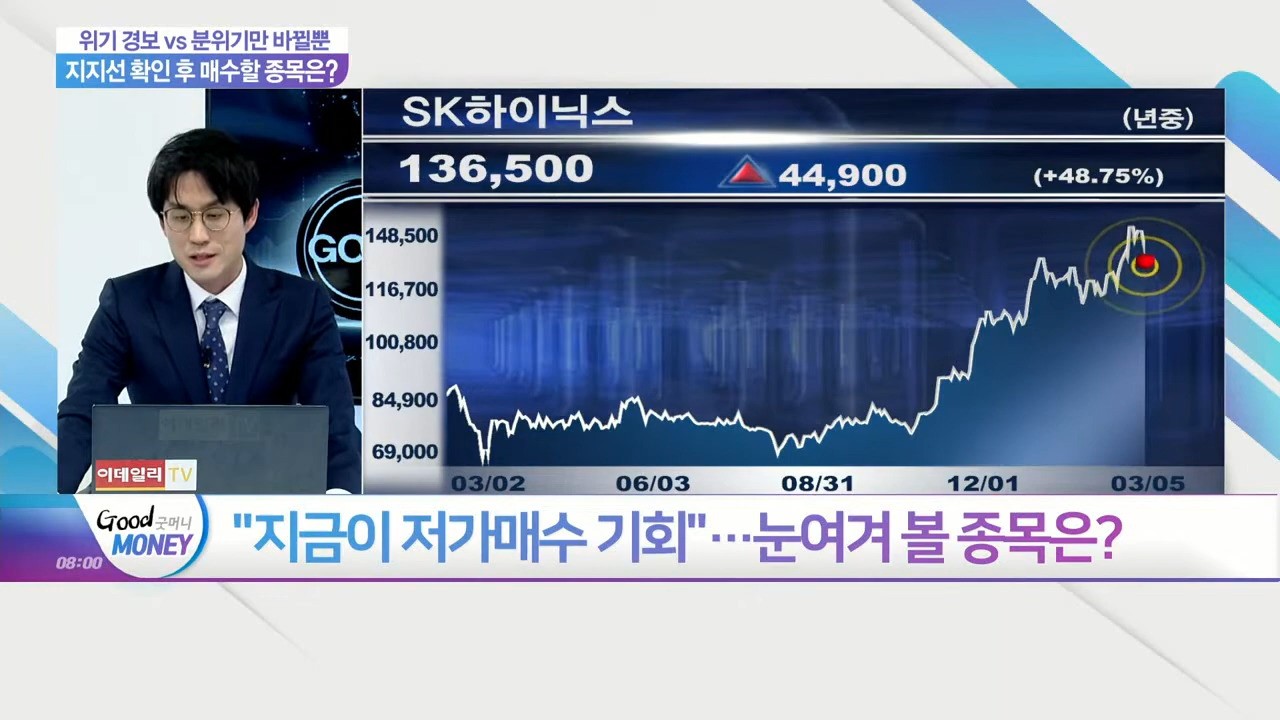 위기 경보 vs 분위기만 바뀔뿐
지지선 확인 후 매수할 종목은?
SK하이닉스
(년중)
136,500
44,900
(+48.75%)
GO
148,500
116,700
100,800
84,900
69,000
03/02
06/03
08/31
12/01
03/05
이데일리 TV
Good 굿머니
MONEY
08:00
"지금이 저가매수 기회"…눈여겨 볼 종목은?